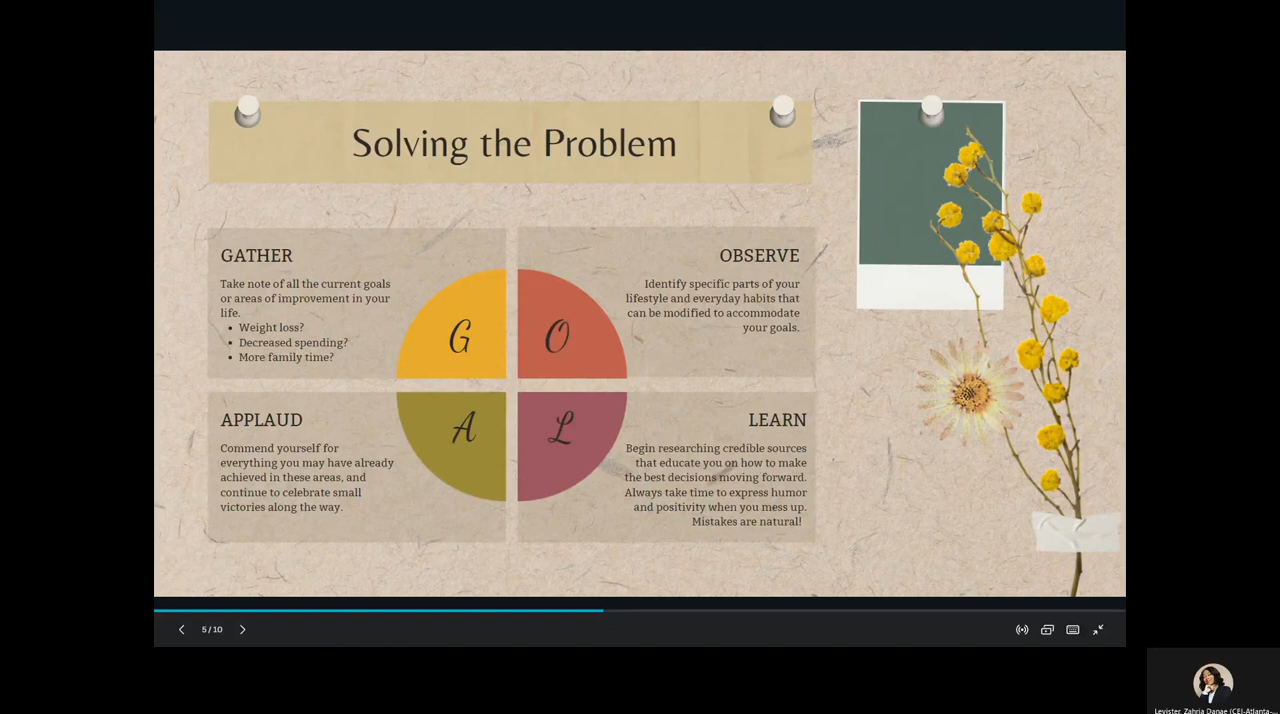 Solving the Problem
GATHER
Take note of all the current goals
or areas of improvement in your
life.
• Weight loss?
• Decreased spending?
• More family time?
OBSERVE
Identify specific parts of your
lifestyle and everyday habits that
can be modified to accommodate
your goals.
G
O
A
L
APPLAUD
Commend yourself for
everything you may have already
achieved in these areas, and
continue to celebrate small
victories along the way.
LEARN
Begin researching credible sources
that educate you on how to make
the best decisions moving forward.
Always take time to express humor
and positivity when you mess up.
Mistakes are natural!
5 / 10
Levister, Zahria Danae (CEI-Atlanta-...